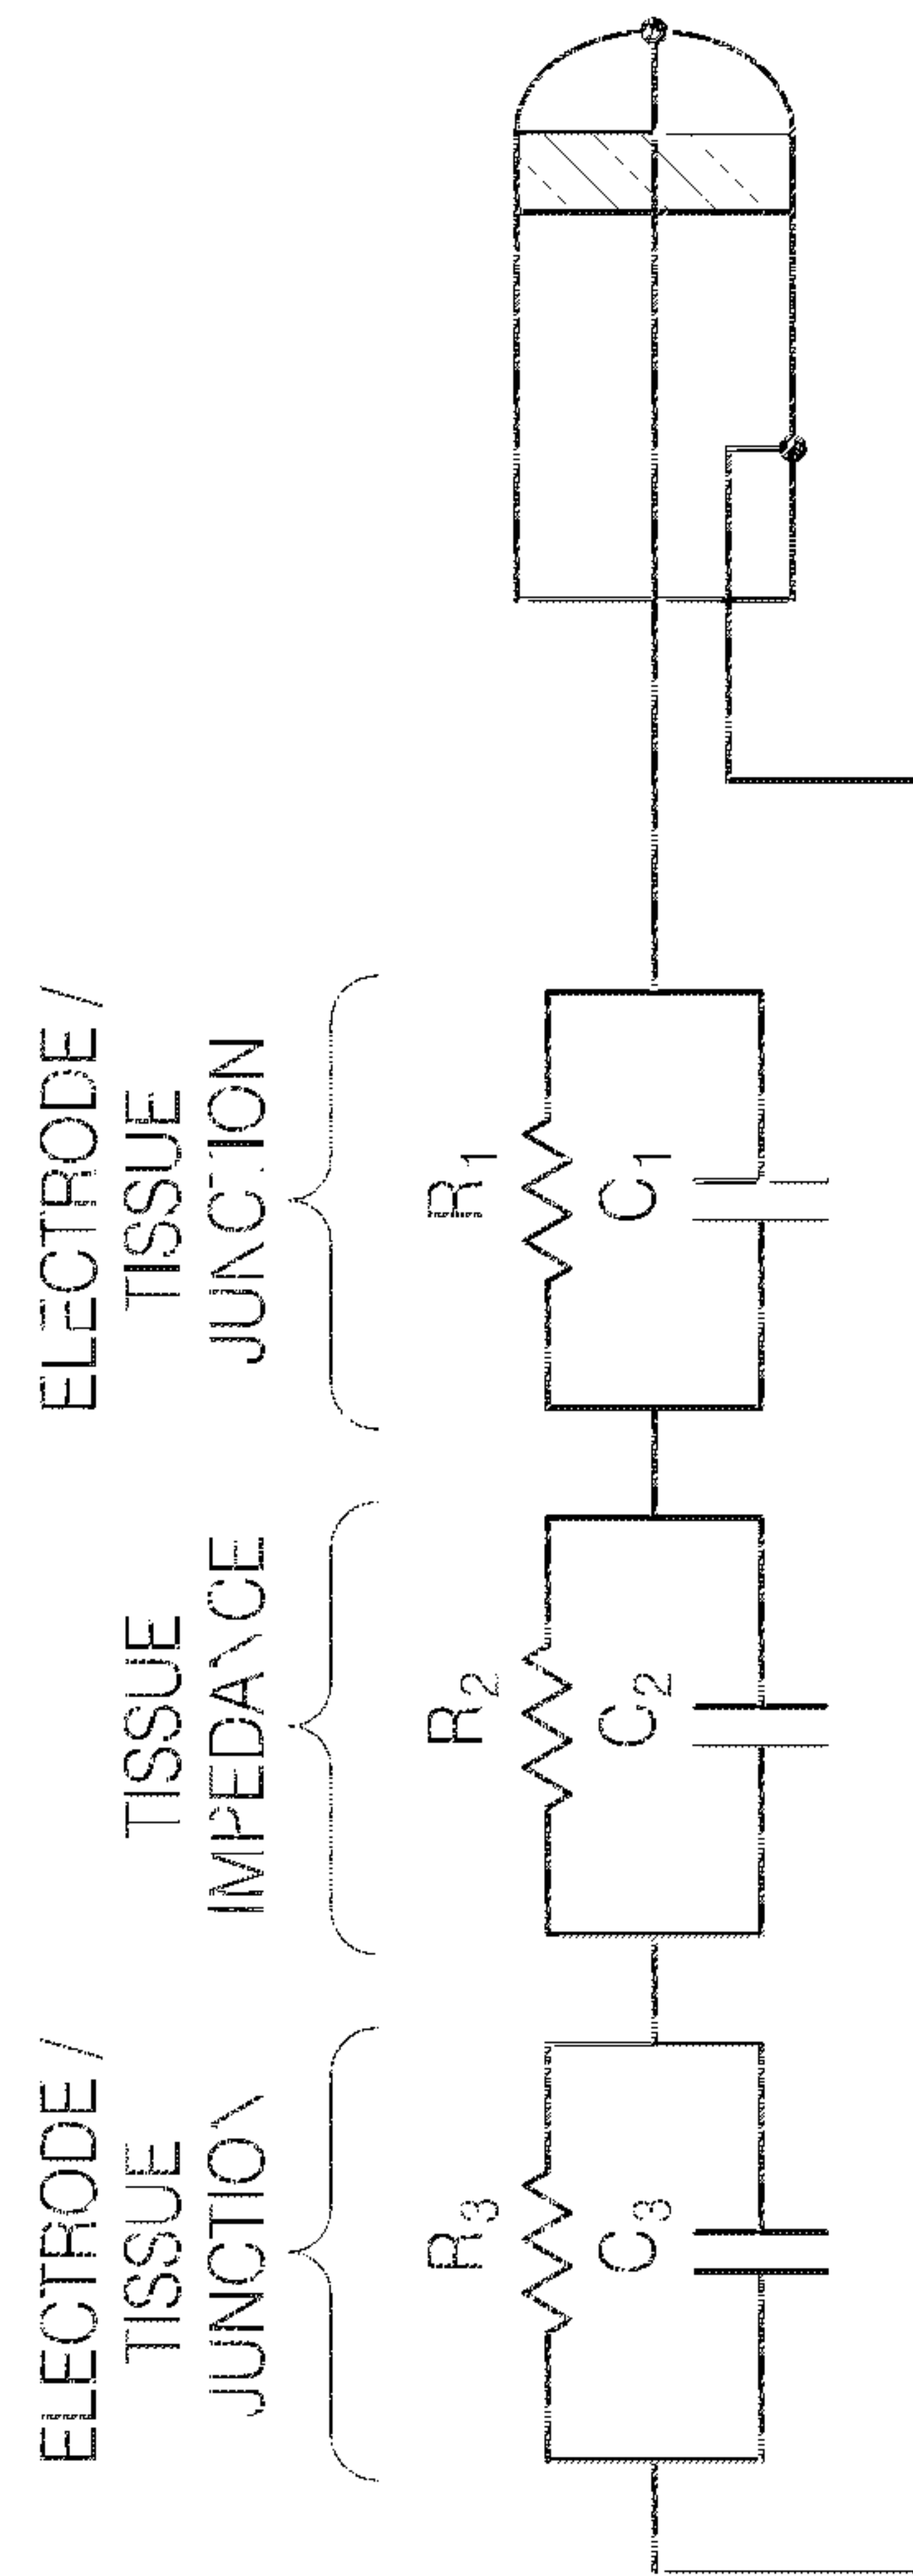 ELECTRODE /
TISSUE
JUNCTION
TISSUE
IMPEDANCE
ELECTRODE /
TISSUE
JUNCTION
R3
C3
R2
C2
R1
C1